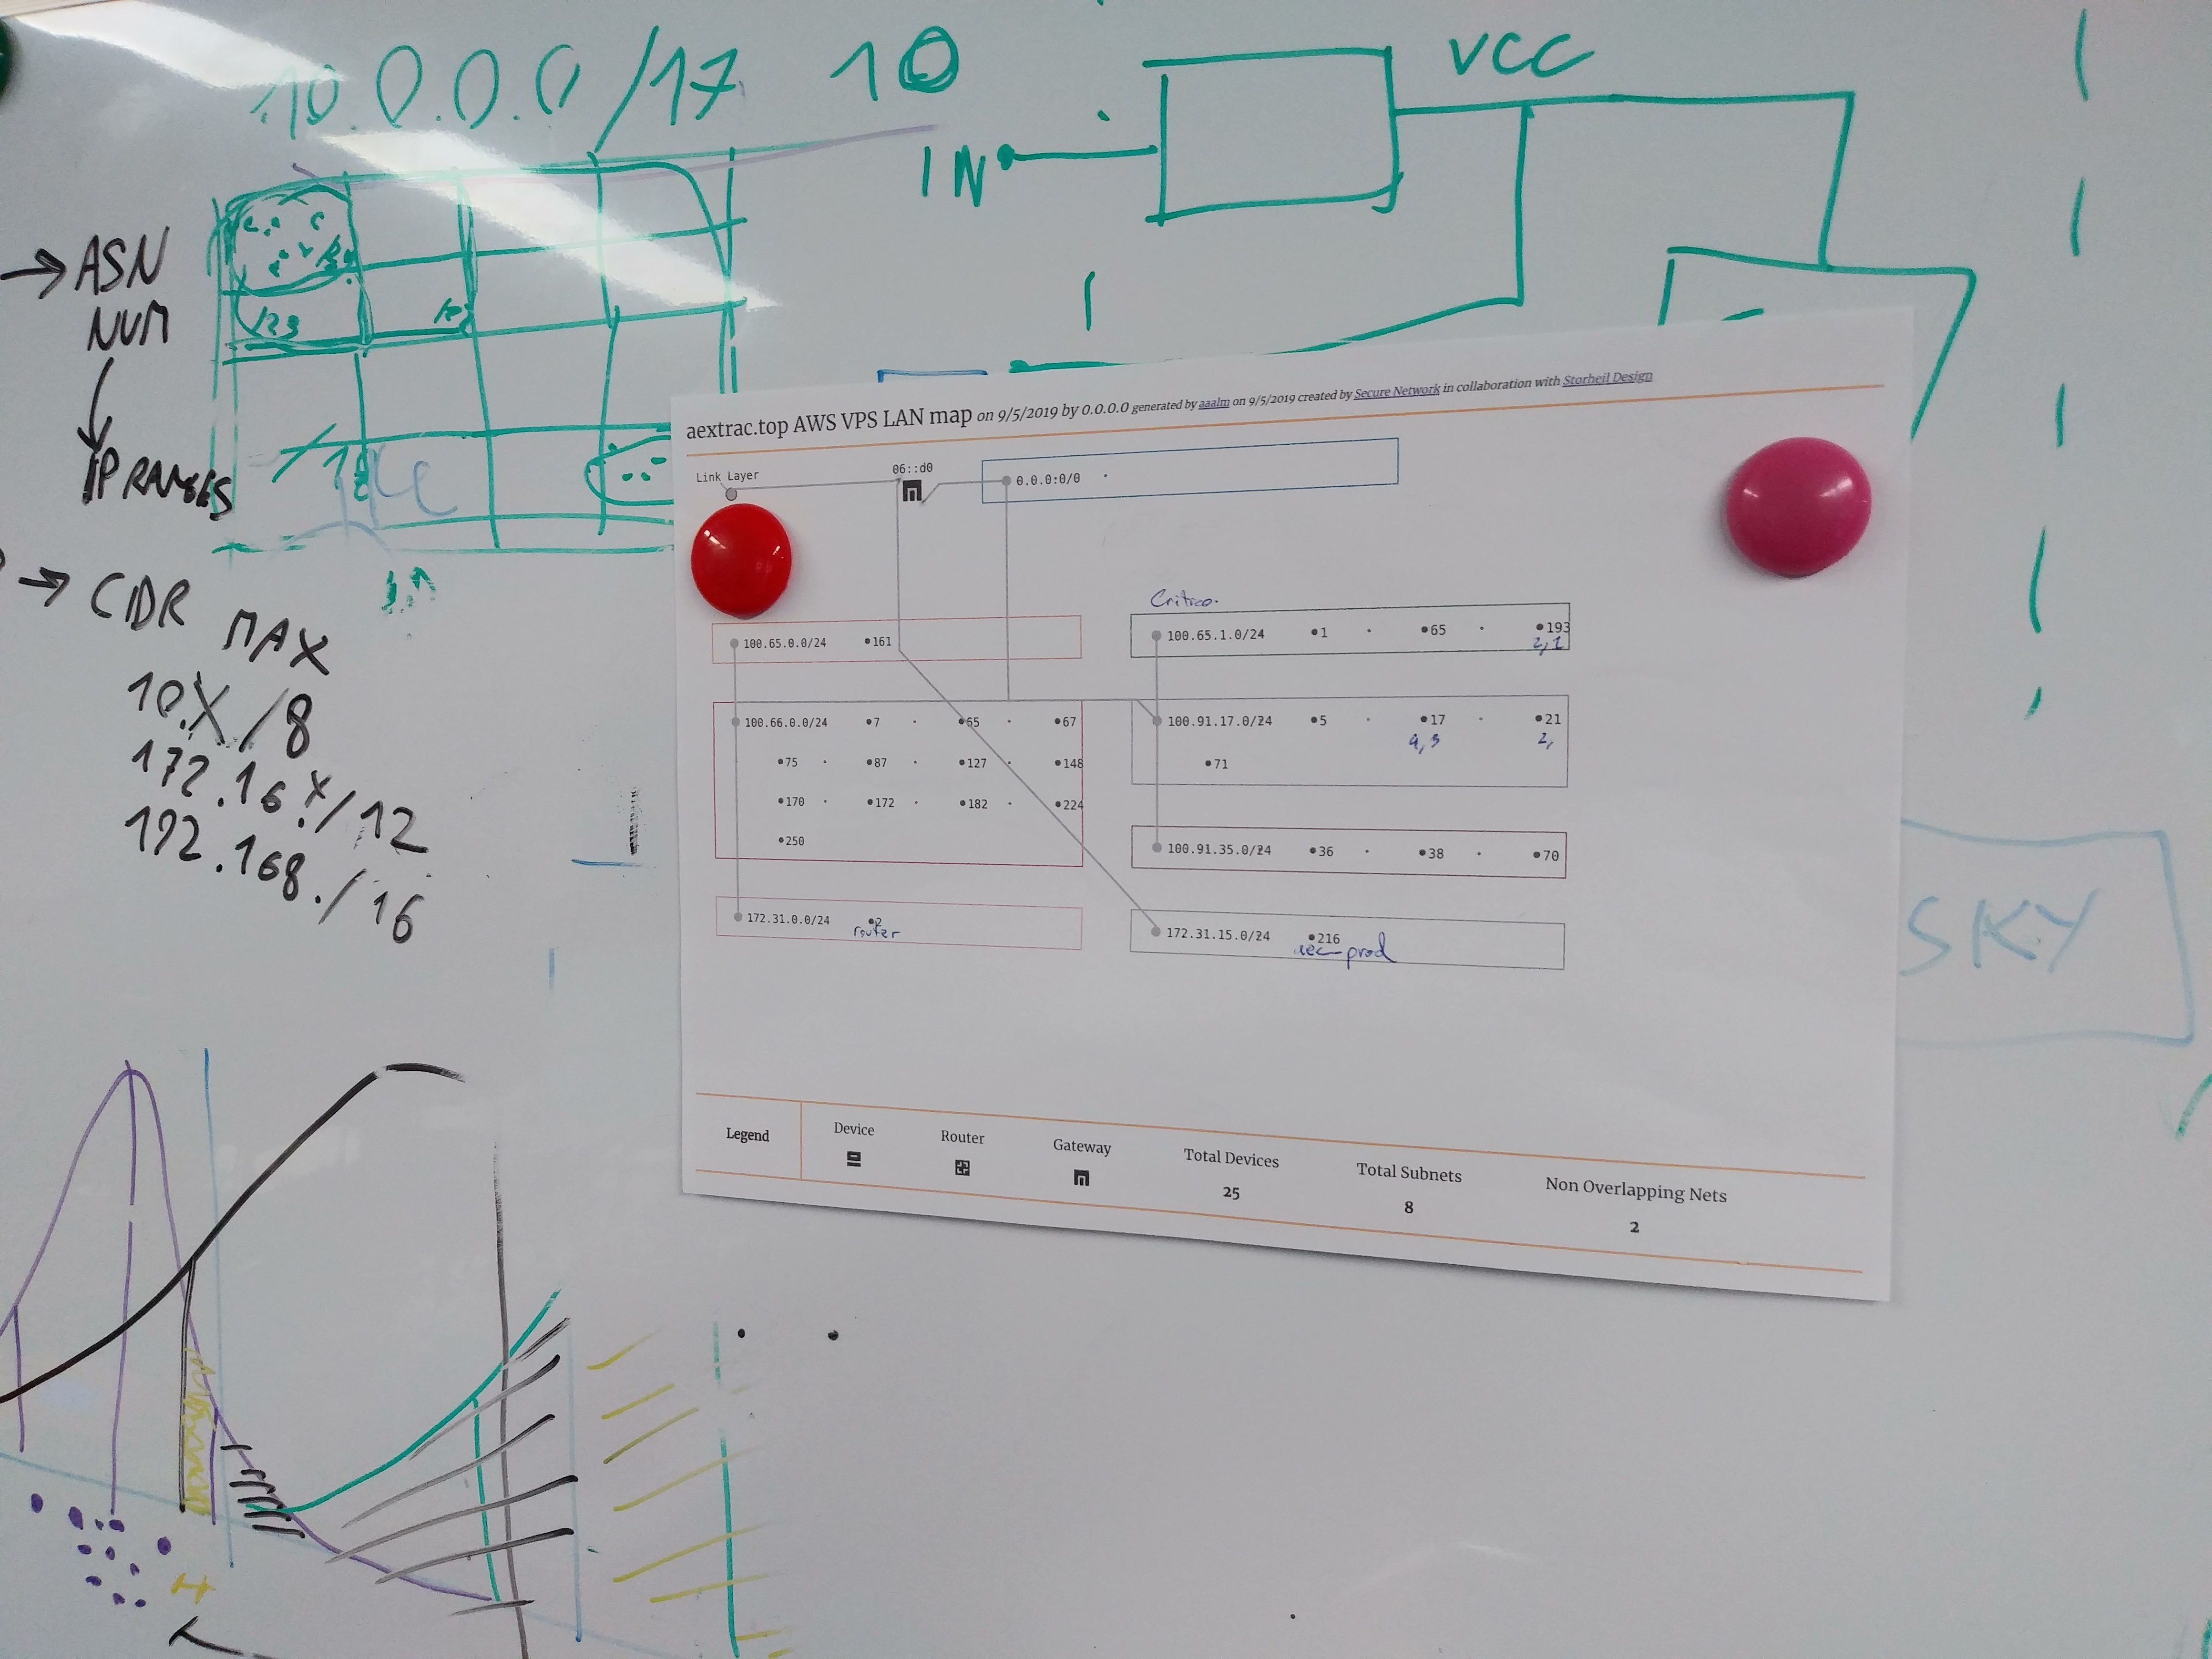 10.0.0.0/17 10
VCC
IN
→ ASN
NUM
IP RANGES
/23
→ CIDR MAX
10.X/8
172.16.X/12
192.168./16
SKY
aextrac.top AWS VPS LAN map on 9/5/2019 by 0.0.0.0 generated by aaalm on 9/5/2019 created by Secure Network in collaboration with Storheil Design
Link Layer
06::d0
0.0.0:0/0
100.65.0.0/24 161
100.66.0.0/24 7 65 67
75 87 127 148
170 172 182 224
250
172.31.0.0/24 2
router
Critico.
100.65.1.0/24 1 65 193
2,1
100.91.17.0/24 5 17 21
4,3 2,
71
100.91.35.0/24 36 38 70
172.31.15.0/24 216
prod
Legend Device Router Gateway Total Devices Total Subnets Non Overlapping Nets
25 8 2